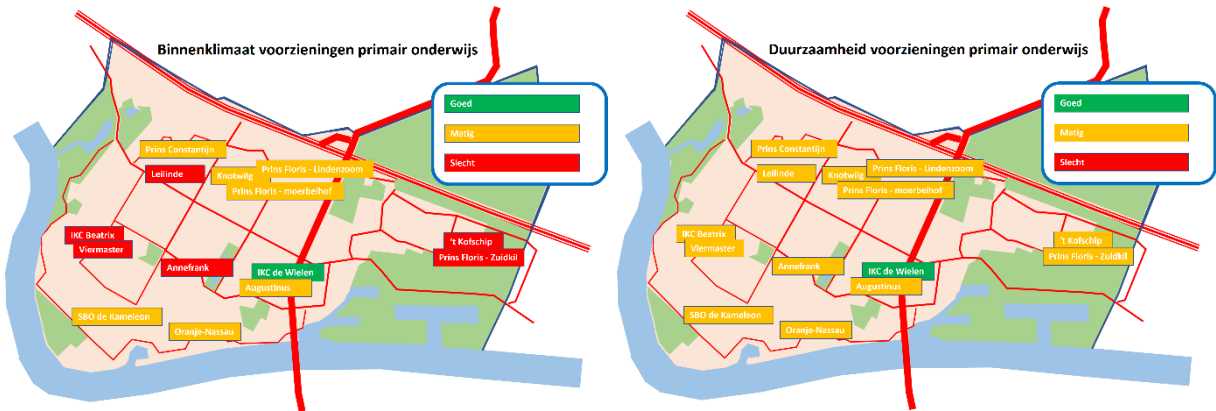 Binnenklimaat voorzieningen primair onderwijs
Goed
Matig
Slecht
Prins Constantijn
Leilinde
Knotwilg
Prins Floris - Lindenzoom
Prins Floris - moerbeihof
IKC Beatrix
Viermaster
't Kofschip
Prins Floris - Zuidkil
Annefrank
IKC de Wielen
Augustinus
SBO de Kameleon
Oranje-Nassau
Duurzaamheid voorzieningen primair onderwijs
Goed
Matig
Slecht
Prins Constantijn
Leilinde
Knotwilg
Prins Floris - Lindenzoom
Prins Floris - moerbeihof
IKC Beatrix
Viermaster
't Kofschip
Prins Floris - Zuidkil
Annefrank
IKC de Wielen
Augustinus
SBO de Kameleon
Oranje-Nassau